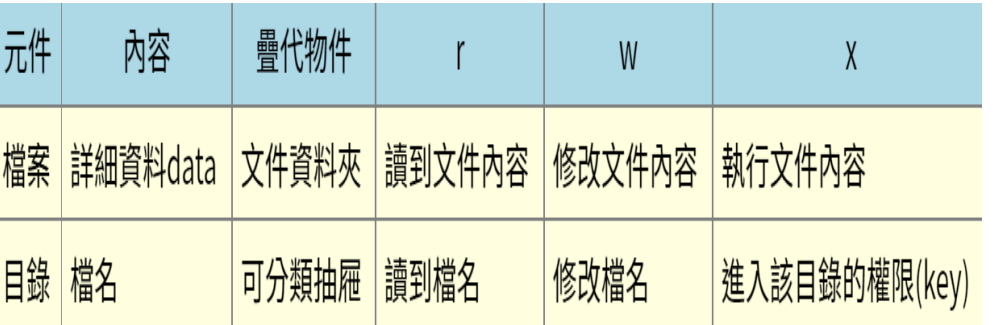 元件 內容 疊代物件 r w x
檔案 詳細資料data 文件資料夾 讀到文件內容 修改文件內容 執行文件內容
目錄 檔名 可分類抽屜 讀到檔名 修改檔名 進入該目錄的權限(key)